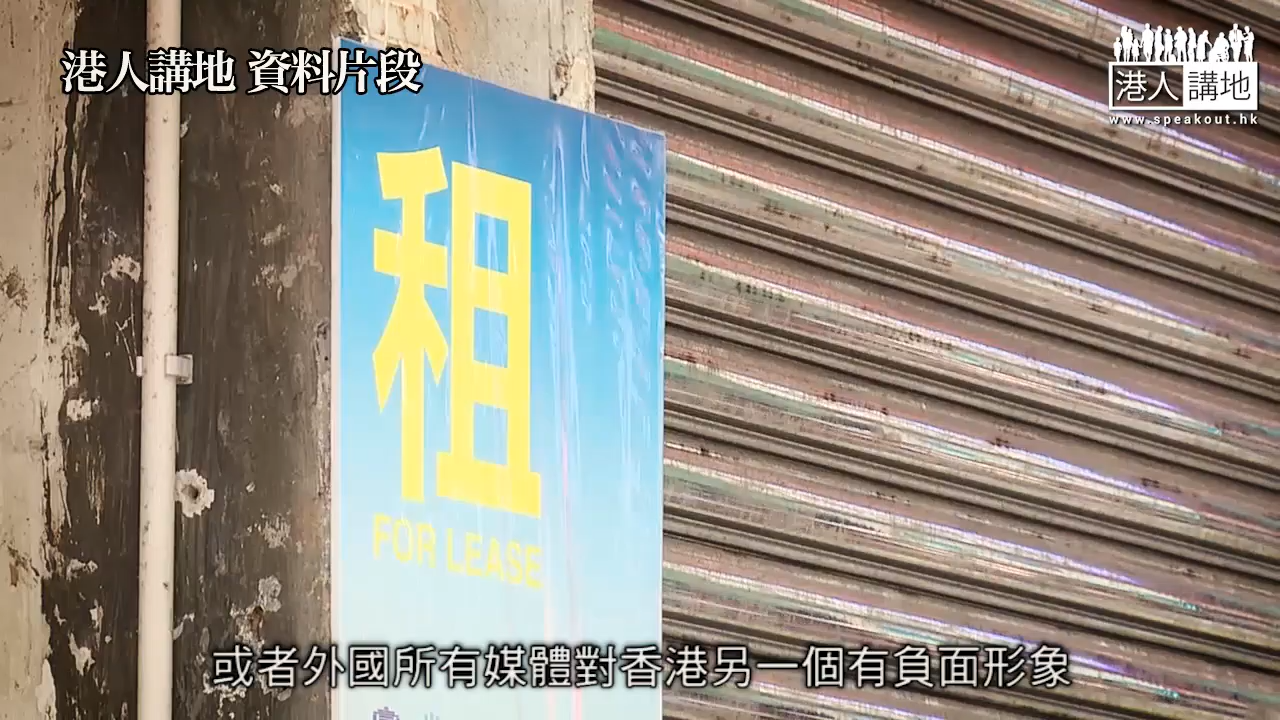 港人講地 資料片段
港人講地
www.speakout.hk
租
FOR LEASE
或者外國所有媒體對香港另一個有負面形象